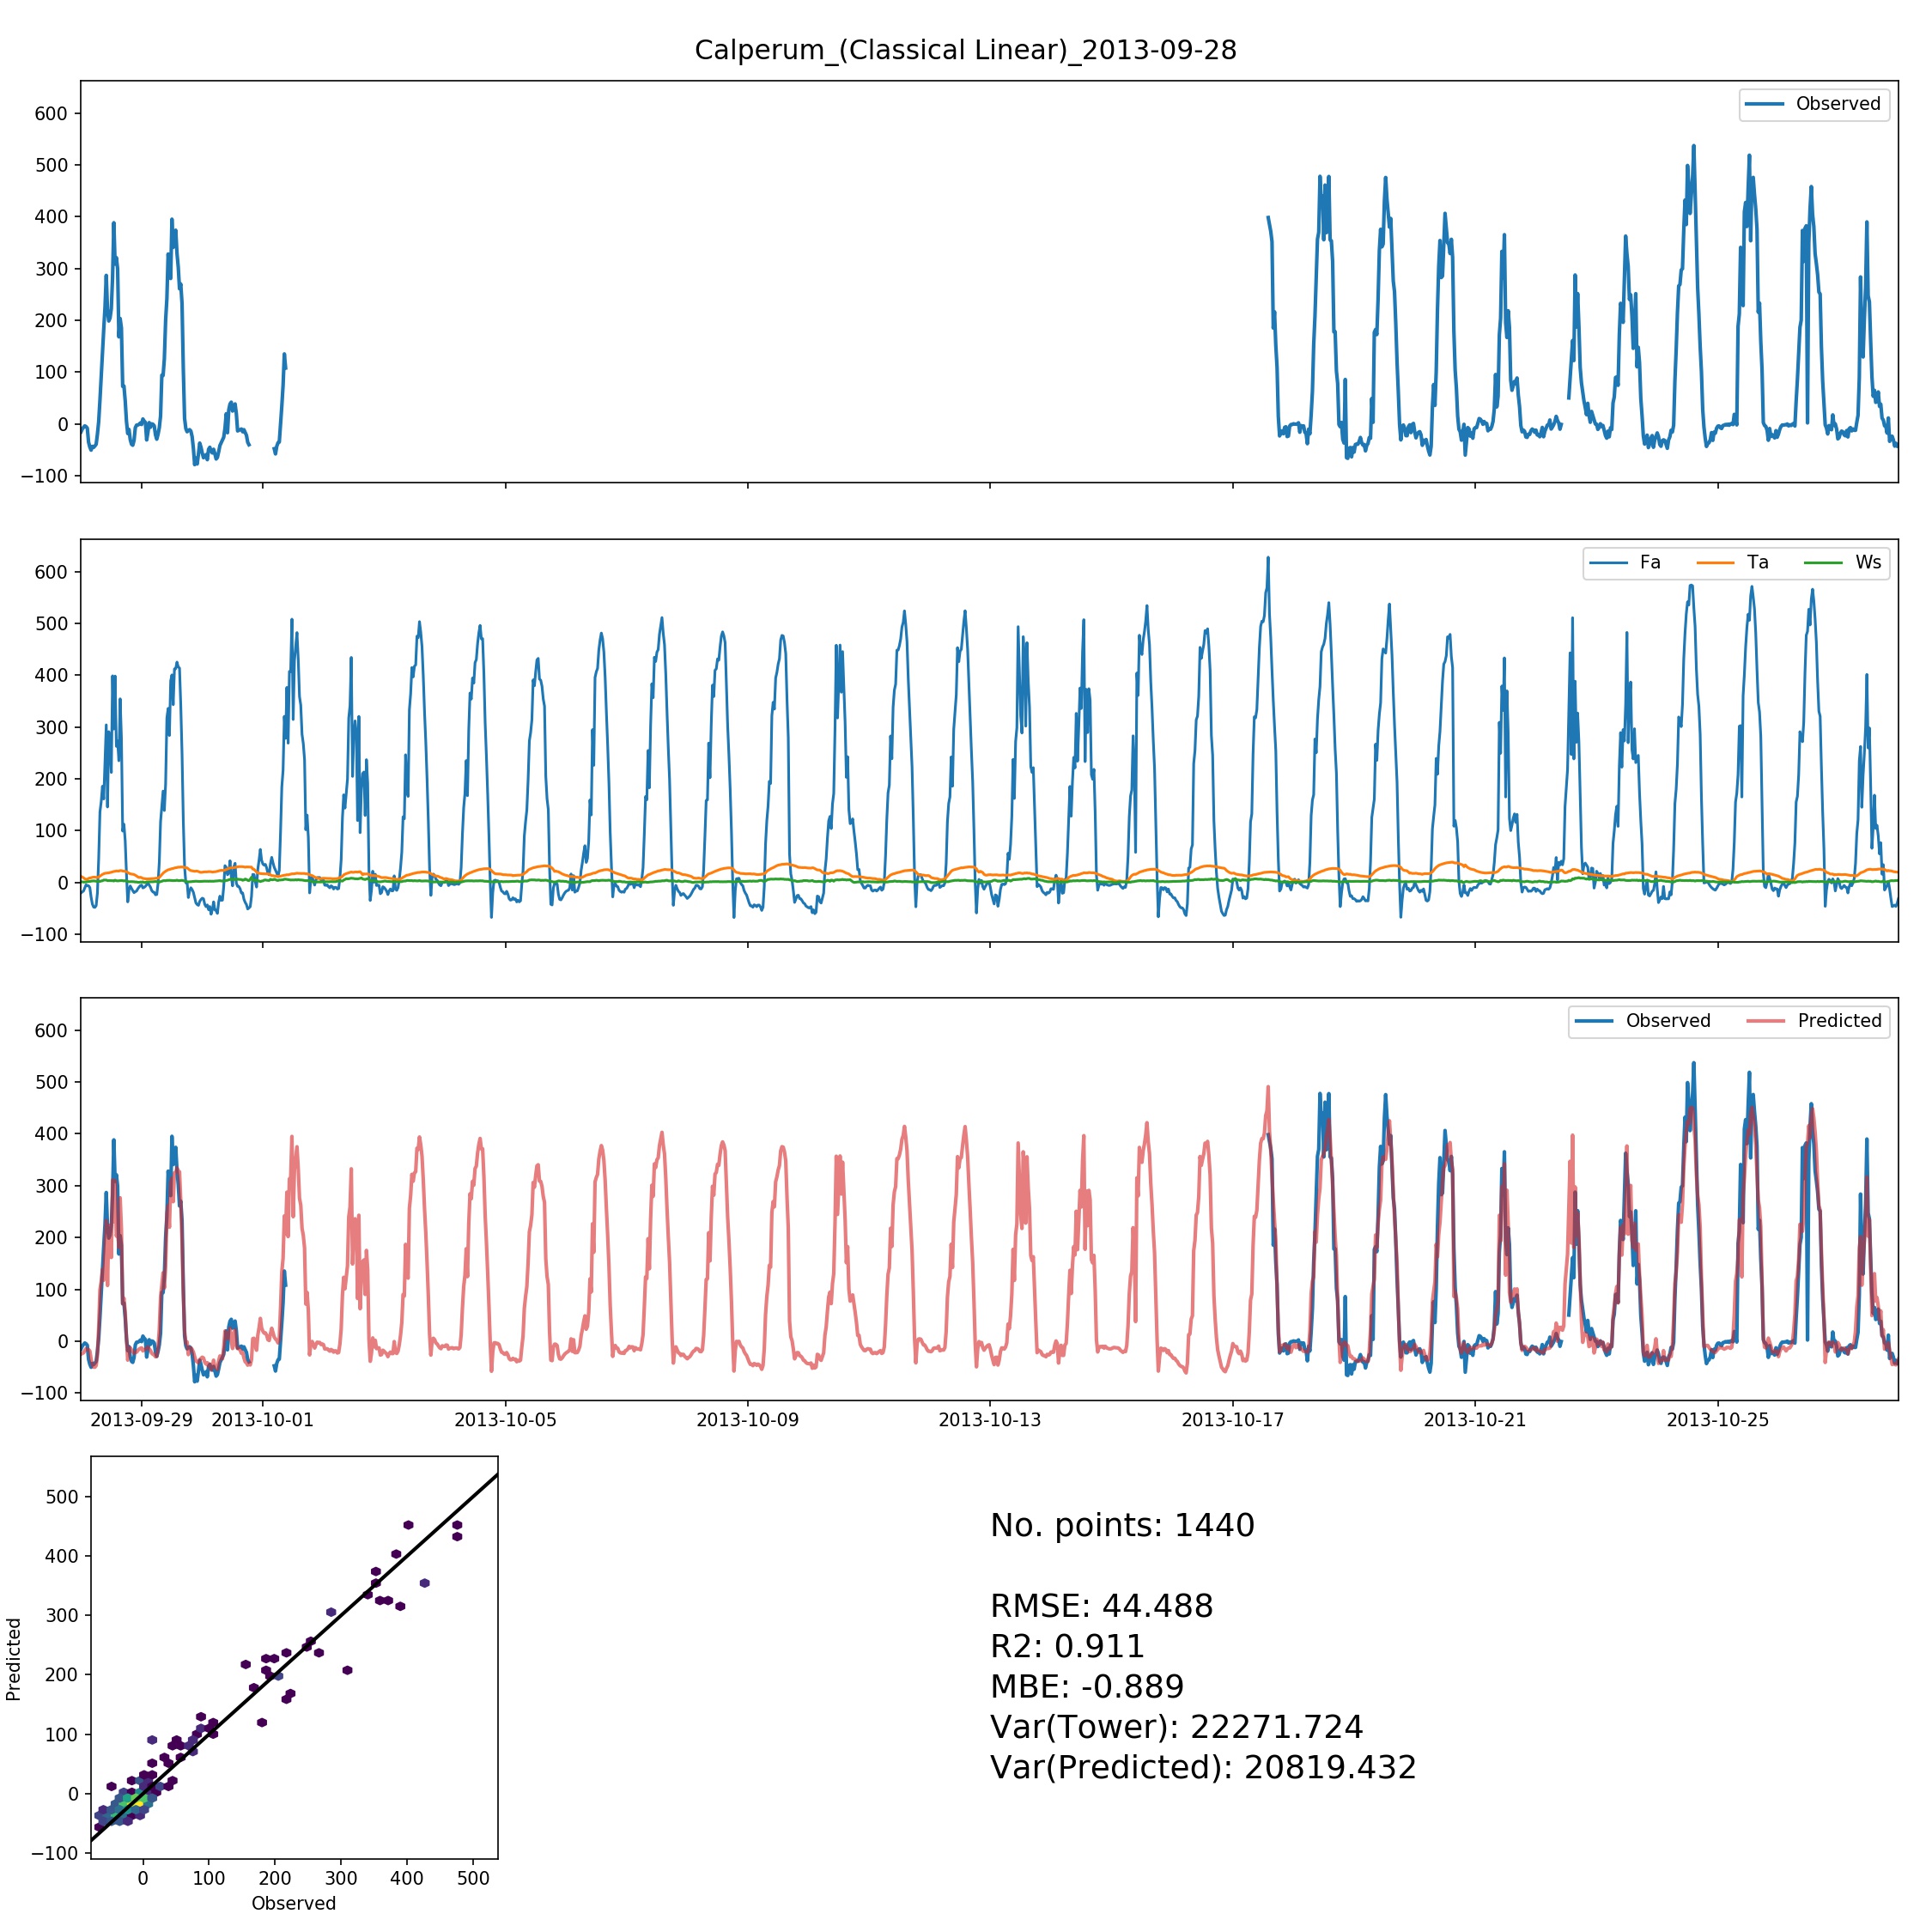 Calperum_(Classical Linear)_2013-09-28
600
500
400
300
200
100
0
−100
Observed
600
500
400
300
200
100
0
−100
Fa Ta Ws
600
500
400
300
200
100
0
−100
Observed Predicted
2013-09-29 2013-10-01 2013-10-05 2013-10-09 2013-10-13 2013-10-17 2013-10-21 2013-10-25
Predicted
500
400
300
200
100
0
−100
0 100 200 300 400 500
Observed
No. points: 1440
RMSE: 44.488
R2: 0.911
MBE: -0.889
Var(Tower): 22271.724
Var(Predicted): 20819.432